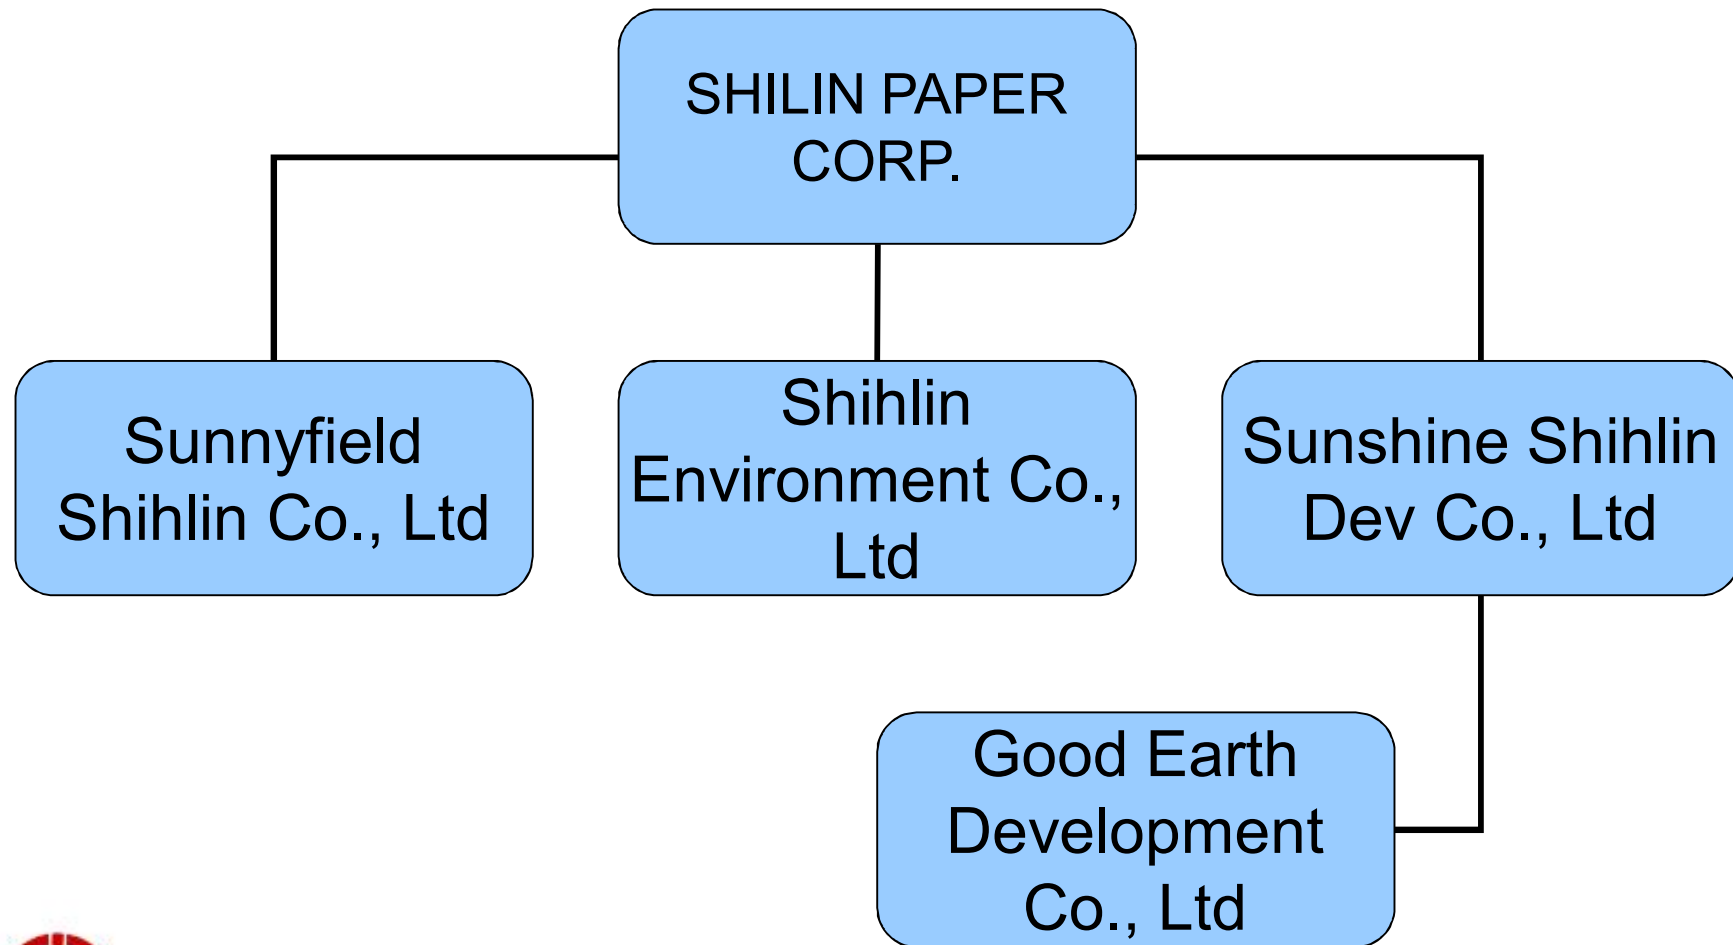 SHILIN PAPER
CORP.
Sunnyfield
Shihlin Co., Ltd
Shihlin
Environment Co.,
Ltd
Sunshine Shihlin
Dev Co., Ltd
Good Earth
Development
Co., Ltd